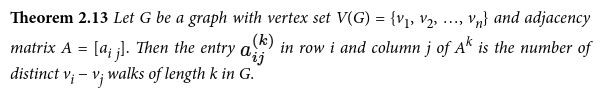 Theorem 2.13 Let G be a graph with vertex set V(G) = {v₁, v₂, …, vₙ} and adjacency
matrix A = [aᵢ ⱼ]. Then the entry aᵢⱼ⁽ᵏ⁾ in row i and column j of Aᵏ is the number of
distinct vᵢ − vⱼ walks of length k in G.